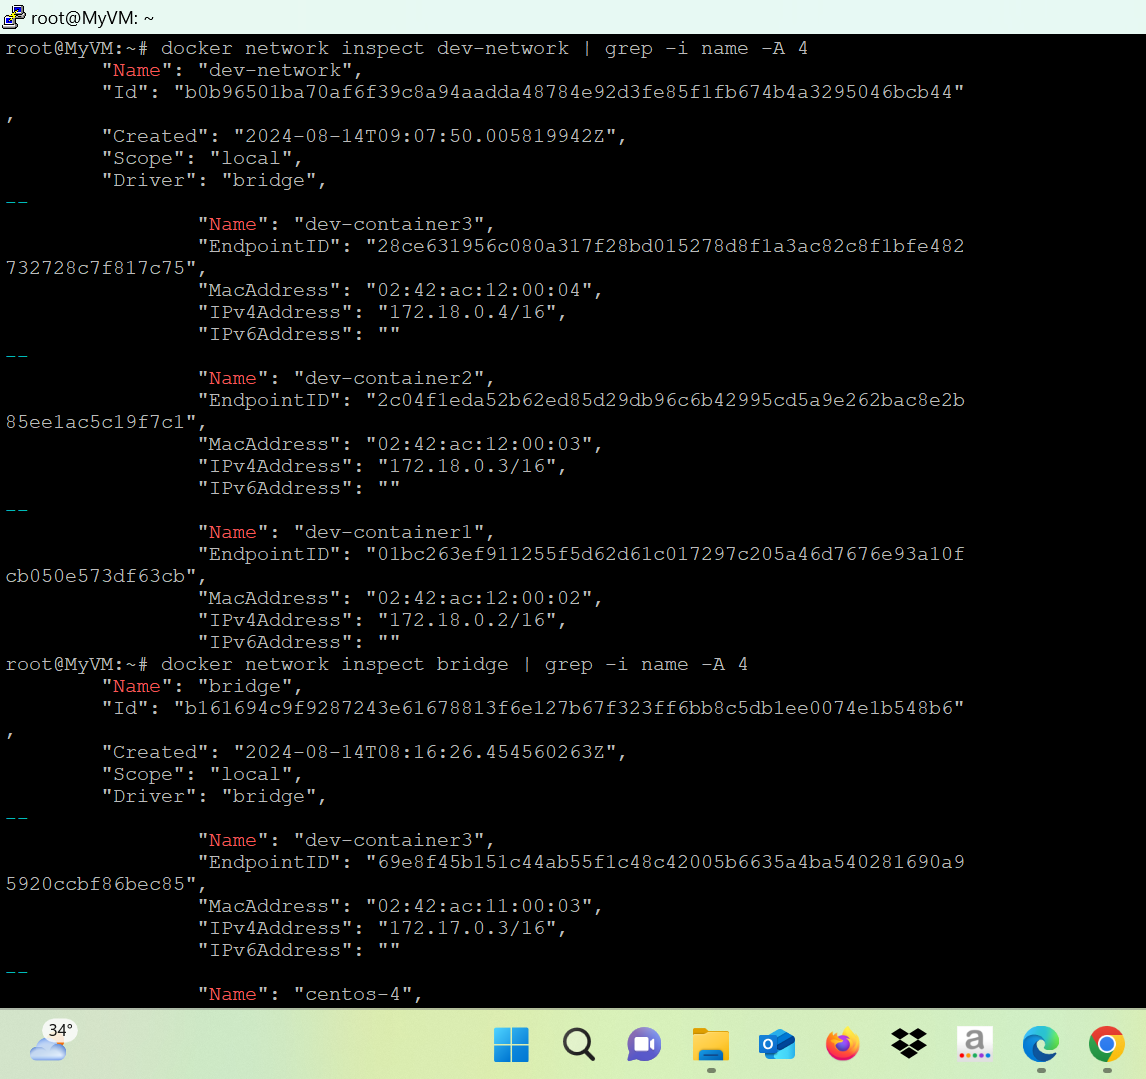 root@MyVM: ~
root@MyVM:~# docker network inspect dev-network | grep -i name -A 4
"Name": "dev-network",
"Id": "b0b96501ba70af6f39c8a94aadda48784e92d3fe85f1fb674b4a3295046bcb44"
,
"Created": "2024-08-14T09:07:50.005819942Z",
"Scope": "local",
"Driver": "bridge",
--
"Name": "dev-container3",
"EndpointID": "28ce631956c080a317f28bd015278d8f1a3ac82c8f1bfe482
732728c7f817c75",
"MacAddress": "02:42:ac:12:00:04",
"IPv4Address": "172.18.0.4/16",
"IPv6Address": ""
--
"Name": "dev-container2",
"EndpointID": "2c04f1eda52b62ed85d29db96c6b42995cd5a9e262bac8e2b
85ee1ac5c19f7c1",
"MacAddress": "02:42:ac:12:00:03",
"IPv4Address": "172.18.0.3/16",
"IPv6Address": ""
--
"Name": "dev-container1",
"EndpointID": "01bc263ef911255f5d62d61c017297c205a46d7676e93a10f
cb050e573df63cb",
"MacAddress": "02:42:ac:12:00:02",
"IPv4Address": "172.18.0.2/16",
"IPv6Address": ""
root@MyVM:~# docker network inspect bridge | grep -i name -A 4
"Name": "bridge",
"Id": "b161694c9f9287243e61678813f6e127b67f323ff6bb8c5db1ee0074e1b548b6"
,
"Created": "2024-08-14T08:16:26.454560263Z",
"Scope": "local",
"Driver": "bridge",
--
"Name": "dev-container3",
"EndpointID": "69e8f45b151c44ab55f1c48c42005b6635a4ba540281690a9
5920ccbf86bec85",
"MacAddress": "02:42:ac:11:00:03",
"IPv4Address": "172.17.0.3/16",
"IPv6Address": ""
--
"Name": "centos-4",
34°
a